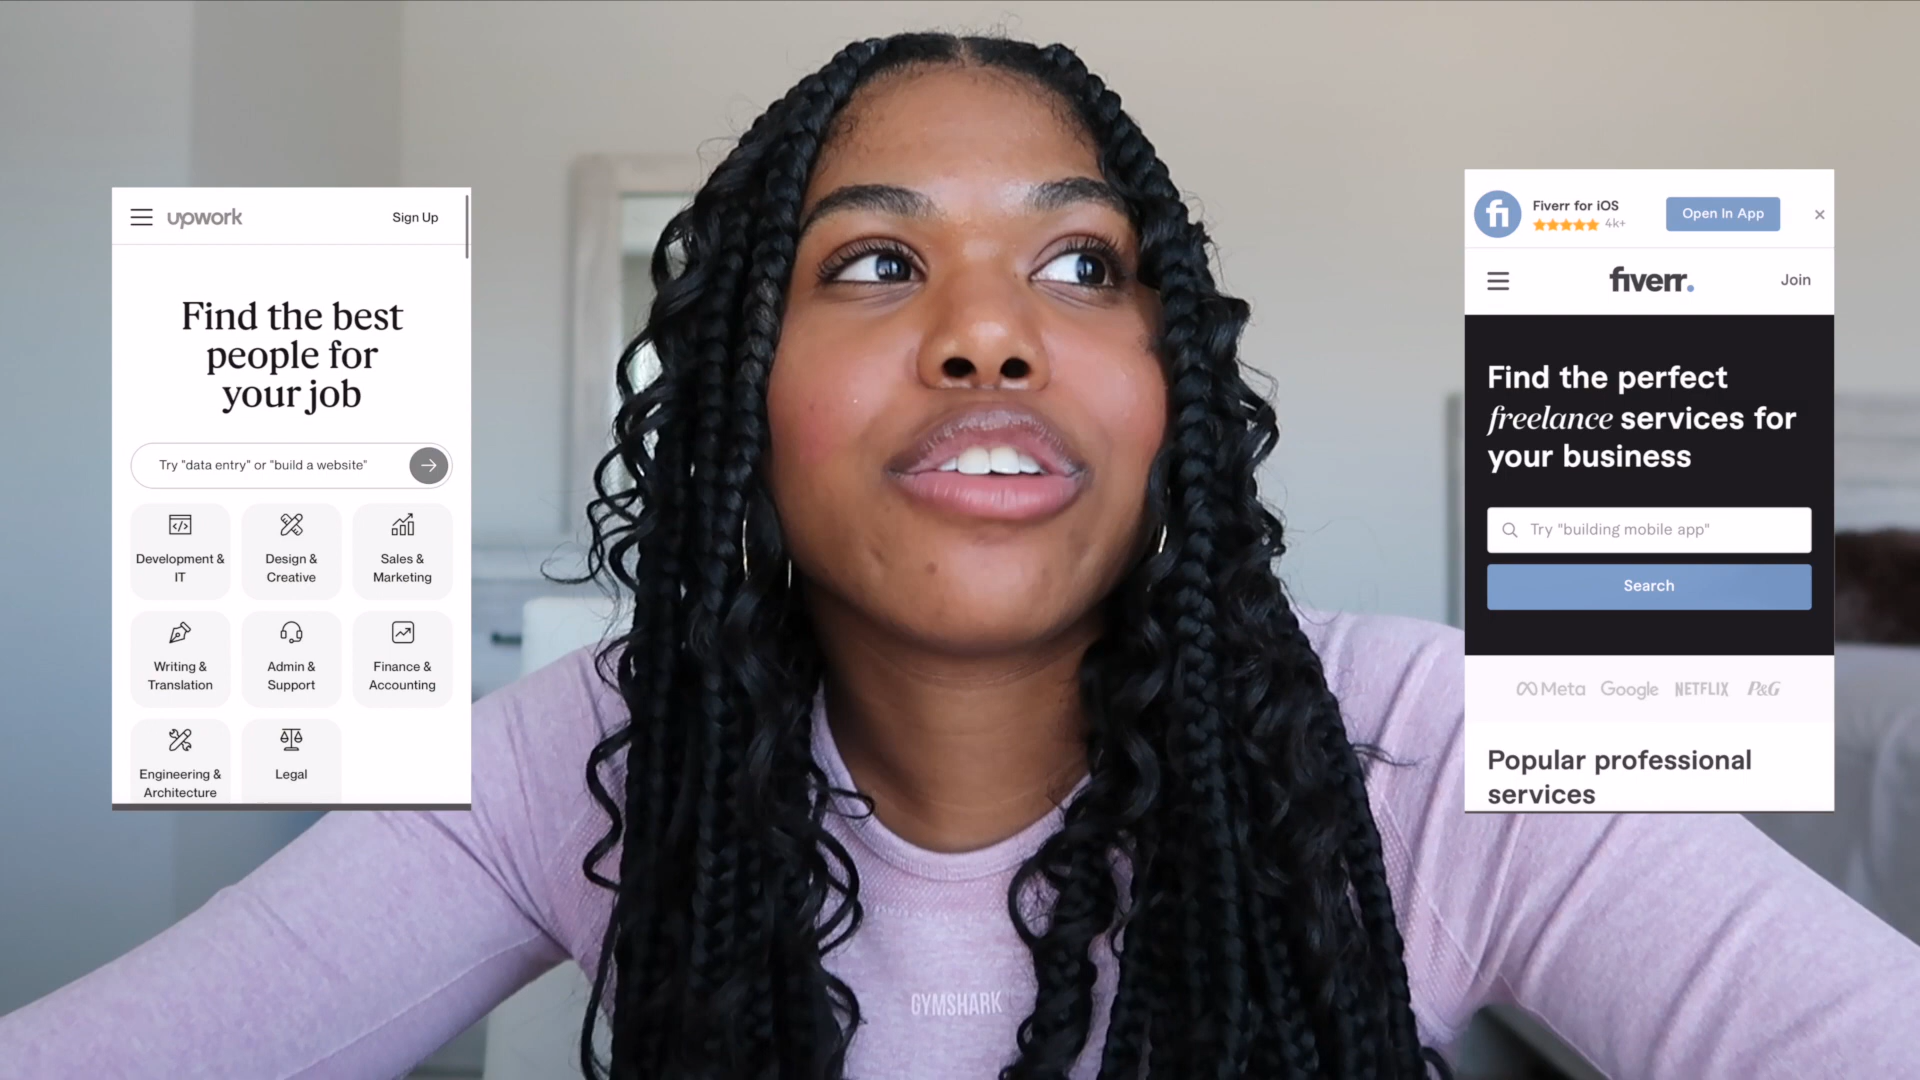 upwork
Sign Up
Find the best
people for
your job
Try "data entry" or "build a website"
Development &
IT
Design &
Creative
Sales &
Marketing
Writing &
Translation
Admin &
Support
Finance &
Accounting
Engineering &
Architecture
Legal
GYMSHARK
fi
Fiverr for iOS
4k+
Open In App
fiverr.
Join
Find the perfect
freelance services for
your business
Try "building mobile app"
Search
Meta Google NETFLIX P&G
Popular professional
services